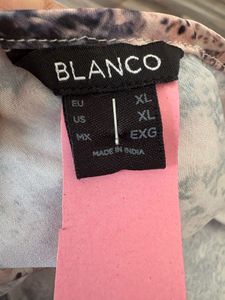 BLANCO
EU XL
US XL
MX EXG
MADE IN INDIA